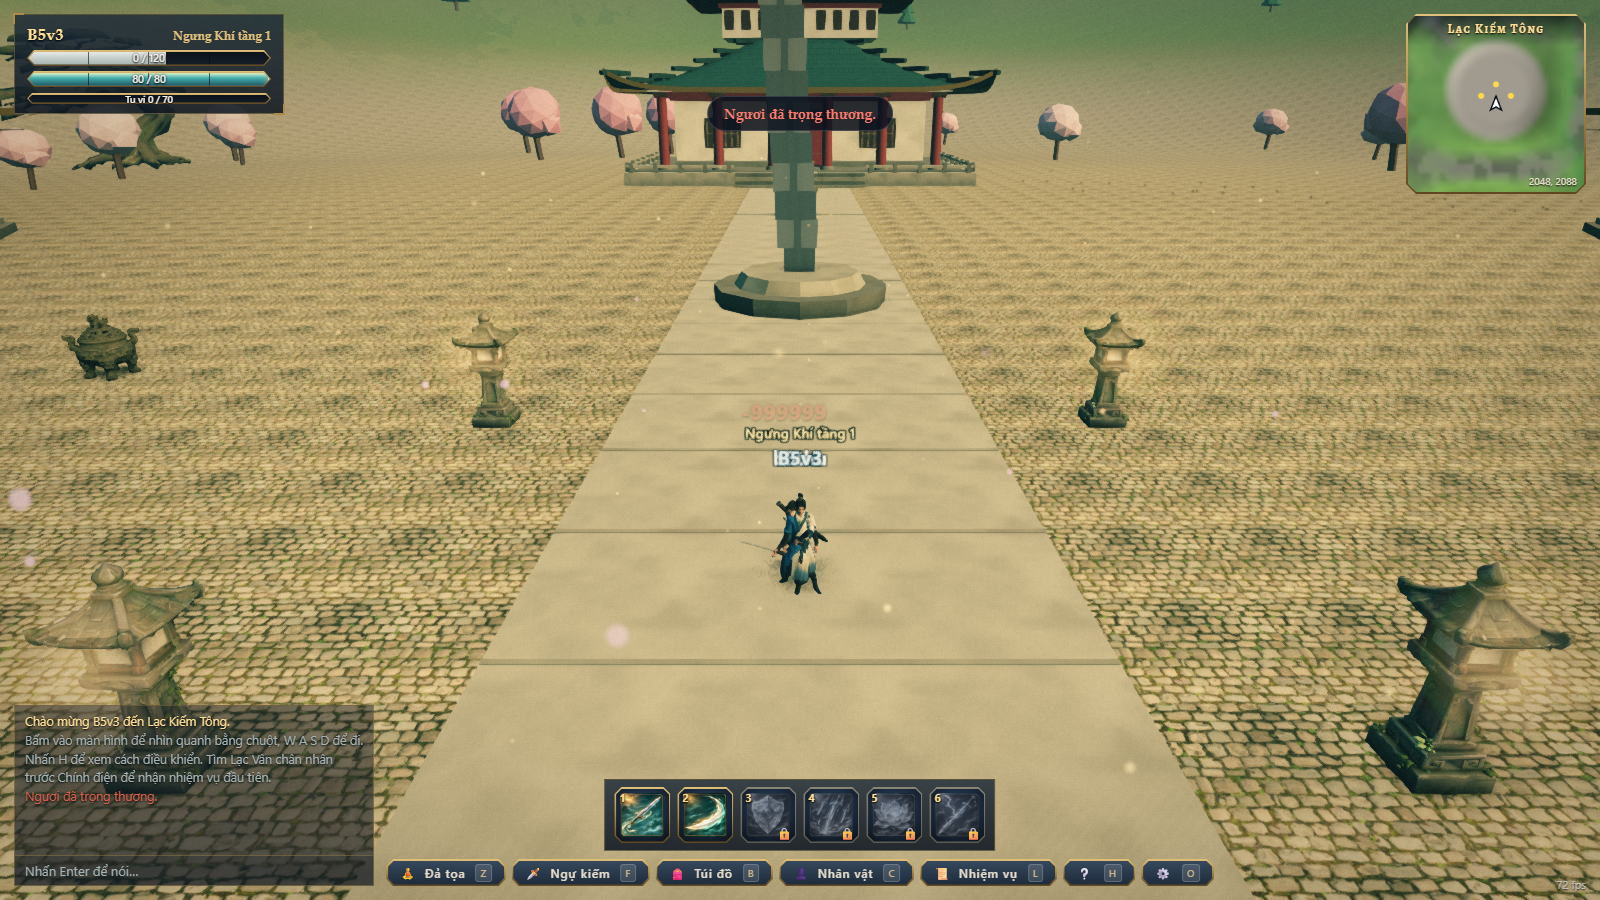 B5v3
Ngưng Khí tầng 1
0 / 120
80 / 80
Tu vi 0 / 70
Ngươi đã trọng thương.
Lạc Kiếm Tông
2048, 2088
-999999
Ngưng Khí tầng 1
B5v3
Chào mừng B5v3 đến Lạc Kiếm Tông.
Bấm vào màn hình để nhìn quanh bằng chuột, W A S D để đi.
Nhấn H để xem cách điều khiển. Tìm Lạc Vân chân nhân
trước Chính điện để nhận nhiệm vụ đầu tiên.
Ngươi đã trọng thương.
Nhấn Enter để nói...
1 2 3 4 5 6
Đả tọa Z Ngự kiếm F Túi đồ B Nhân vật C Nhiệm vụ L ? H O
72 fps